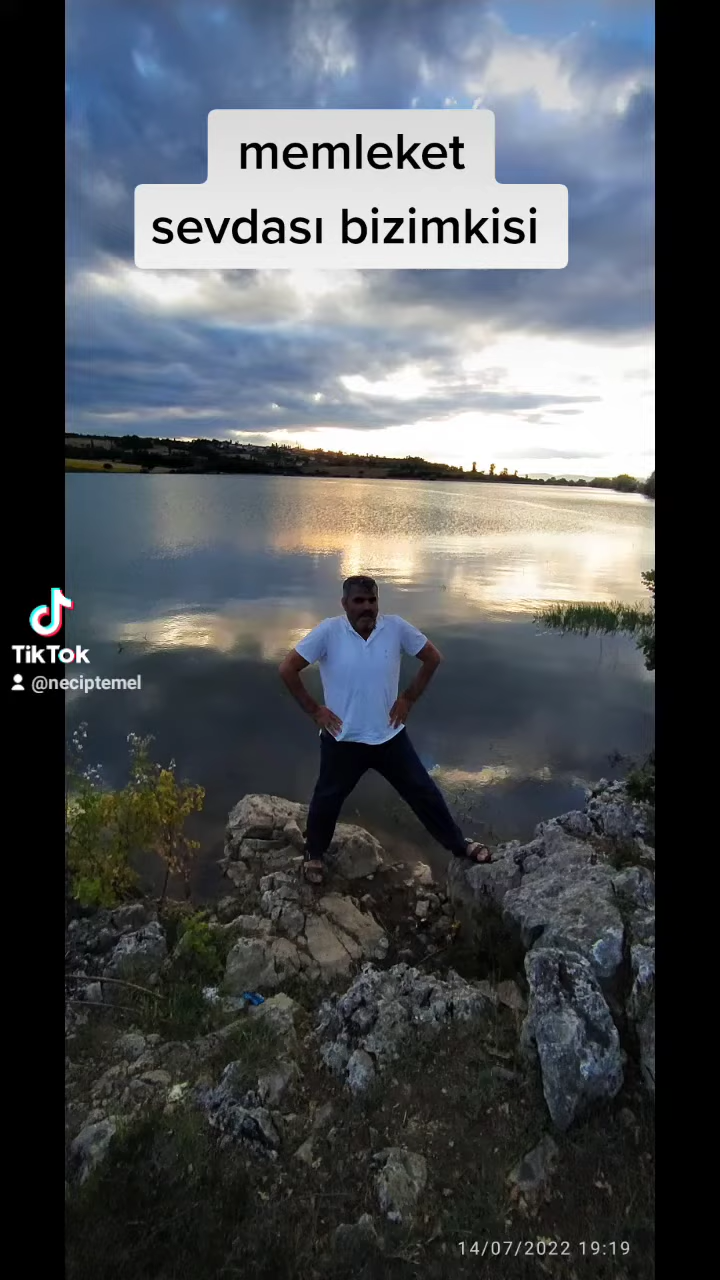 memleket
sevdası bizimkisi
TikTok
@neciptemel
14/07/2022 19:19